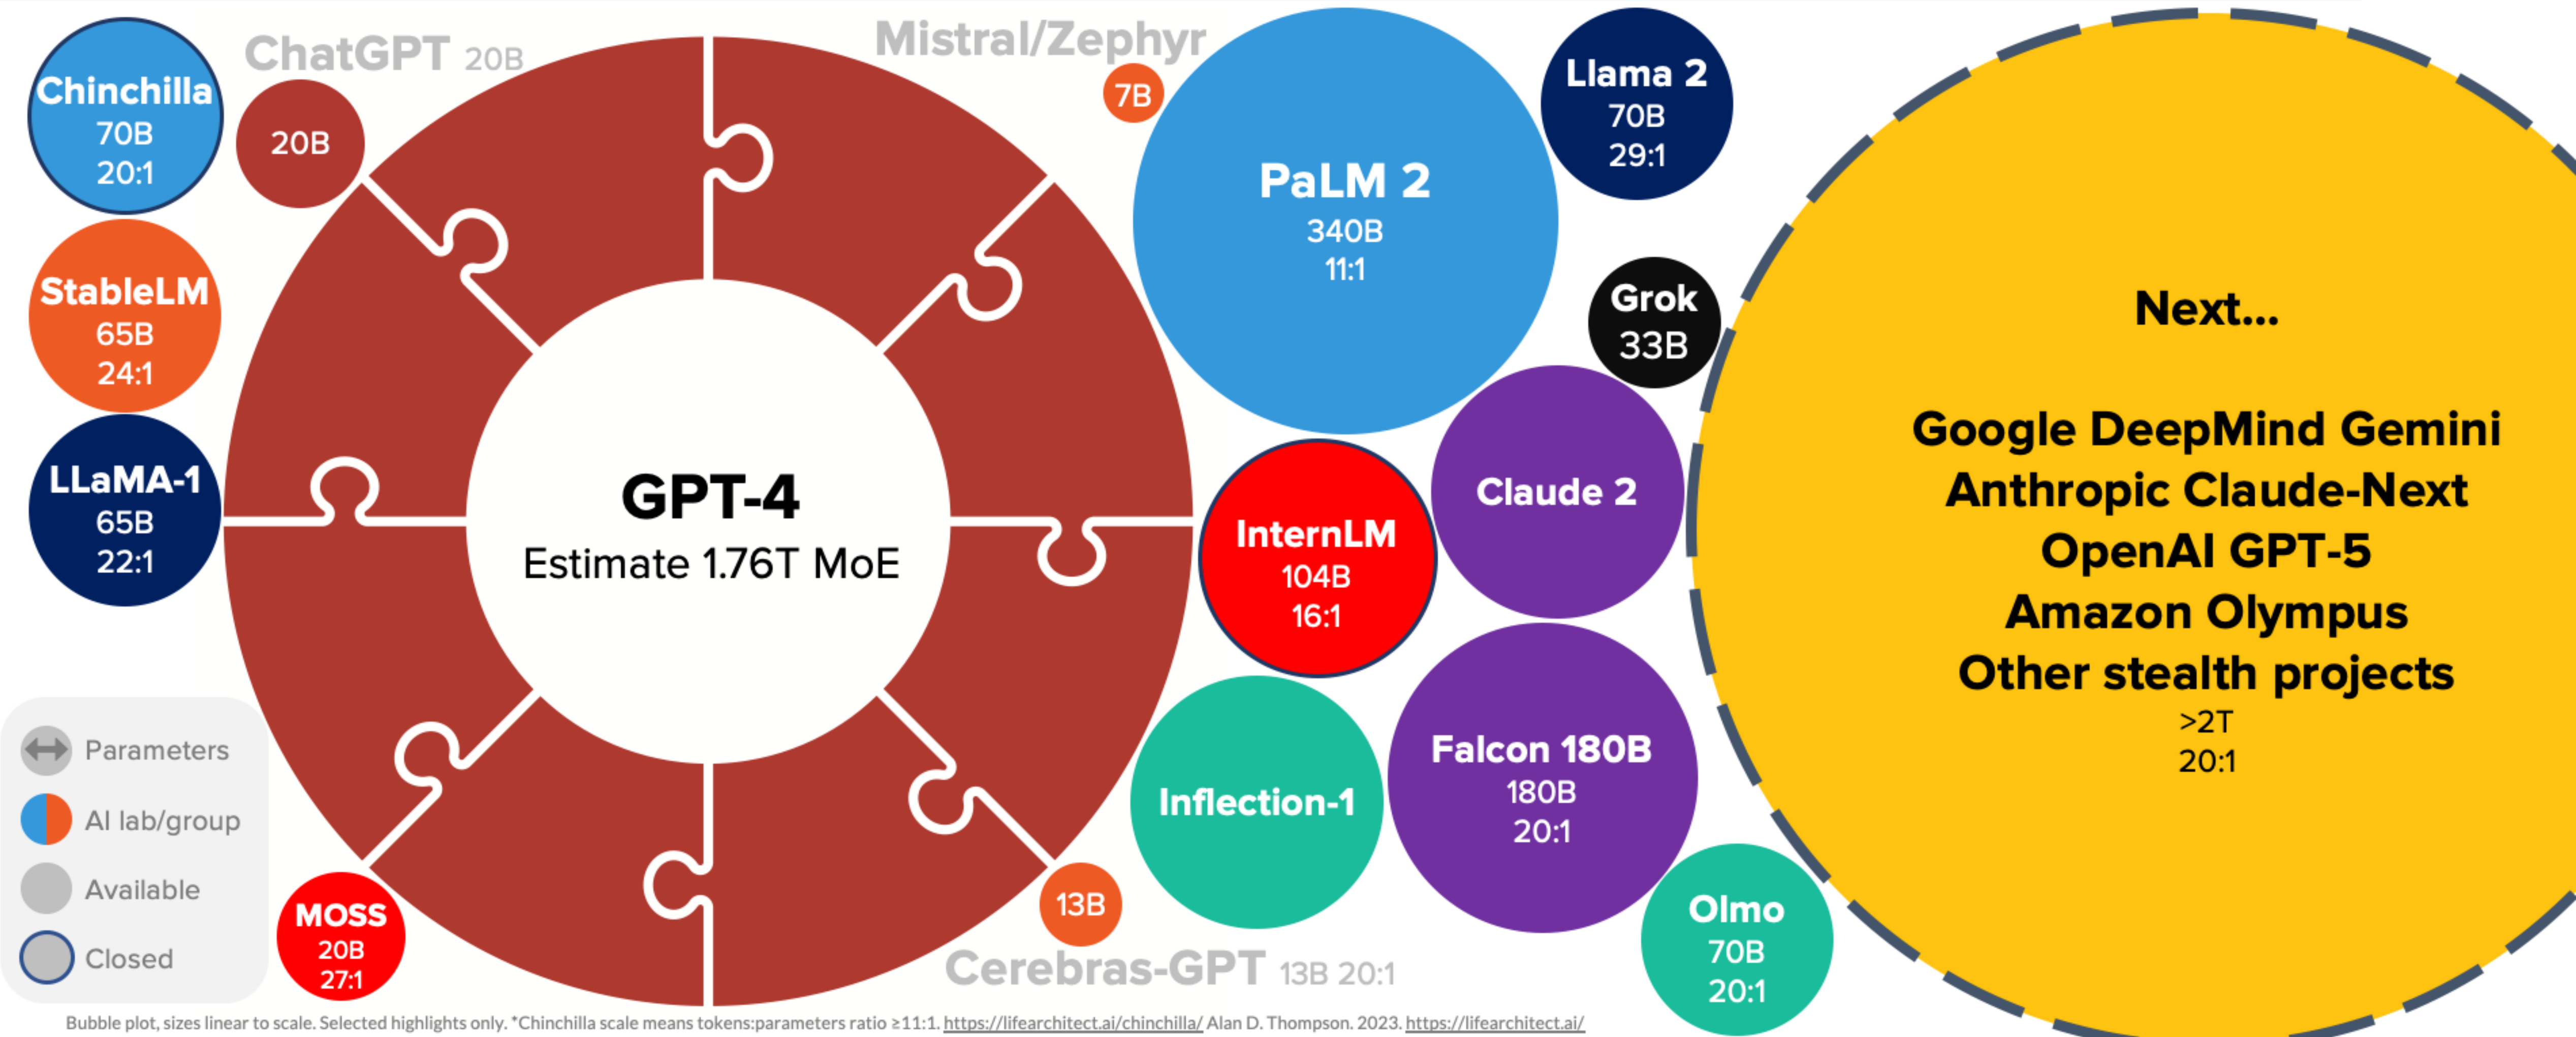 Chinchilla
70B
20:1
StableLM
65B
24:1
LLaMA-1
65B
22:1
ChatGPT 20B
20B
GPT-4
Estimate 1.76T MoE
Mistral/Zephyr
7B
PaLM 2
340B
11:1
Llama 2
70B
29:1
Grok
33B
Claude 2
InternLM
104B
16:1
Inflection-1
Falcon 180B
180B
20:1
Olmo
70B
20:1
MOSS
20B
27:1
13B
Cerebras-GPT 13B 20:1
Next...
Google DeepMind Gemini
Anthropic Claude-Next
OpenAI GPT-5
Amazon Olympus
Other stealth projects
>2T
20:1
Parameters
AI lab/group
Available
Closed
Bubble plot, sizes linear to scale. Selected highlights only. *Chinchilla scale means tokens:parameters ratio ≥11:1. https://lifearchitect.ai/chinchilla/ Alan D. Thompson. 2023. https://lifearchitect.ai/